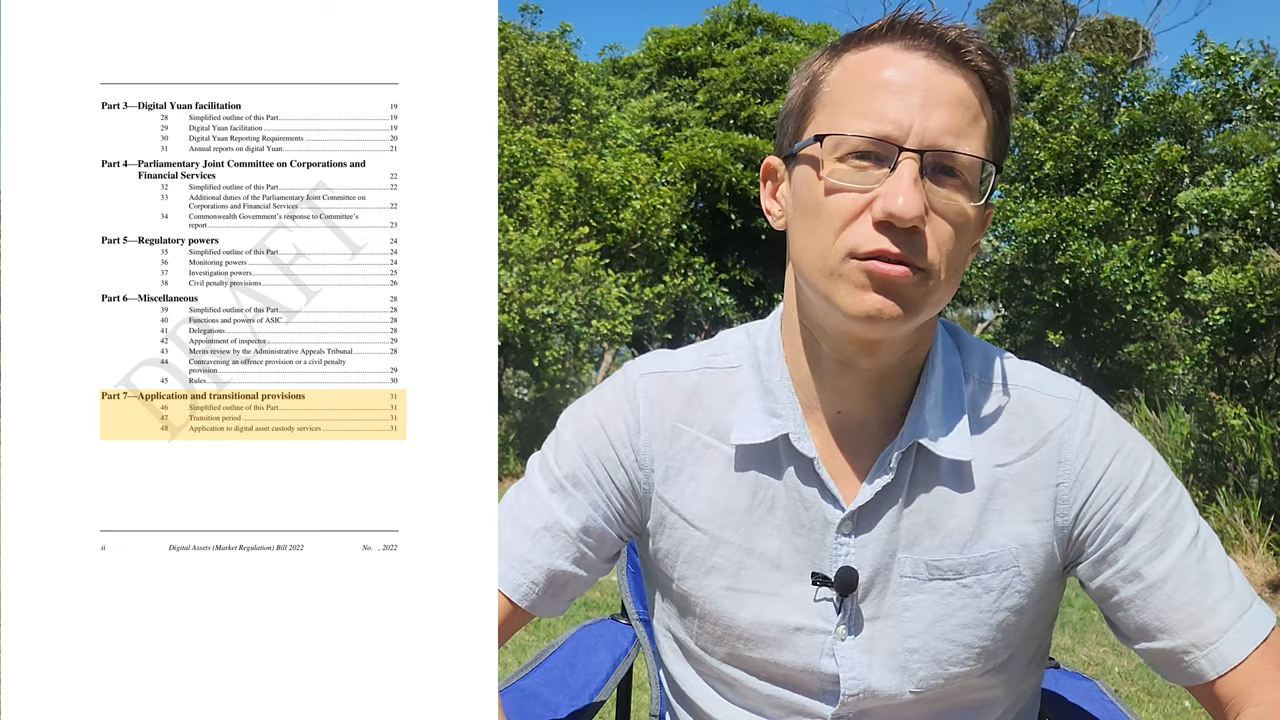 Part 3—Digital Yuan facilitation 19
28 Simplified outline of this Part 19
29 Digital Yuan facilitation 19
30 Digital Yuan Reporting Requirements 20
31 Annual reports on digital Yuan 21
Part 4—Parliamentary Joint Committee on Corporations and
Financial Services 22
32 Simplified outline of this Part 22
33 Additional duties of the Parliamentary Joint Committee on
Corporations and Financial Services 22
34 Commonwealth Government's response to Committee's
report 23
Part 5—Regulatory powers 24
35 Simplified outline of this Part 24
36 Monitoring powers 24
37 Investigation powers 25
38 Civil penalty provisions 26
Part 6—Miscellaneous 28
39 Simplified outline of this Part 28
40 Functions and powers of ASIC 28
41 Delegations 28
42 Appointment of inspector 29
43 Merits review by the Administrative Appeals Tribunal 28
44 Contravening an offence provision or a civil penalty
provision 29
45 Rules 30
Part 7—Application and transitional provisions 31
46 Simplified outline of this Part 31
47 Transition period 31
48 Application to digital asset custody services 31
DRAFT
ii Digital Assets (Market Regulation) Bill 2022 No. , 2022